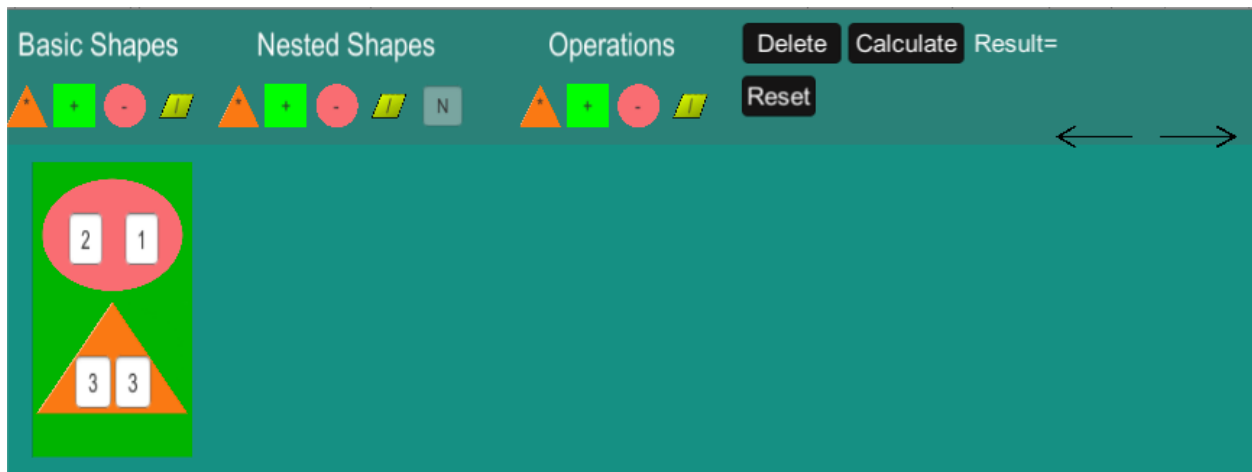 Basic Shapes Nested Shapes Operations Delete Calculate Result=
* + - / * + - / N * + - / Reset
2 1
3 3